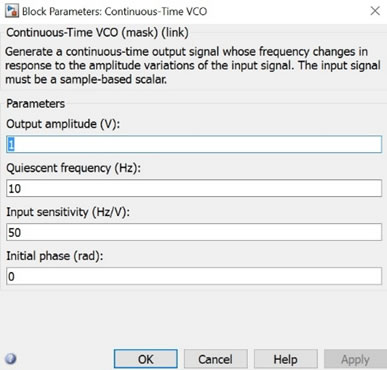 Block Parameters: Continuous-Time VCO
Continuous-Time VCO (mask) (link)
Generate a continuous-time output signal whose frequency changes in
response to the amplitude variations of the input signal. The input signal
must be a sample-based scalar.
Parameters
Output amplitude (V):
1
Quiescent frequency (Hz):
10
Input sensitivity (Hz/V):
50
Initial phase (rad):
0
OK Cancel Help Apply